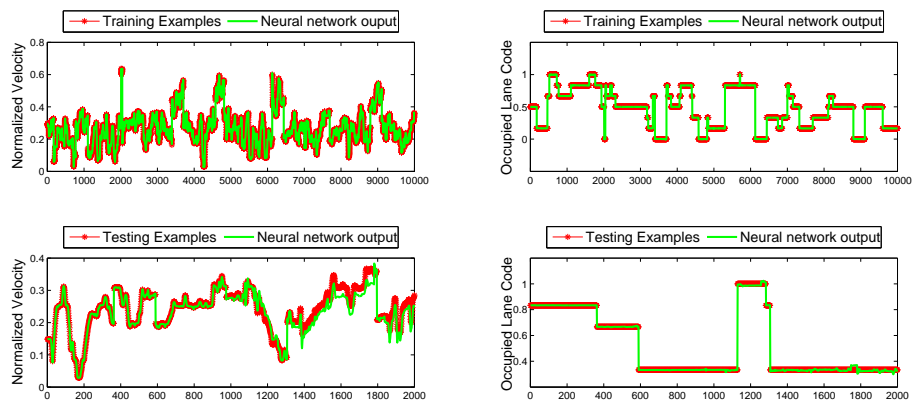 Training Examples Neural network ouput
Normalized Velocity
0.8
0.6
0.4
0.2
0
0 1000 2000 3000 4000 5000 6000 7000 8000 9000 10000
Training Examples Neural network output
Occupied Lane Code
1
0.5
0
0 1000 2000 3000 4000 5000 6000 7000 8000 9000 10000
Testing Examples Neural network output
Normalized Velocity
0.4
0.3
0.2
0.1
0
0 200 400 600 800 1000 1200 1400 1600 1800 2000
Testing Examples Neural network output
Occupied Lane Code
1
0.8
0.6
0.4
0 200 400 600 800 1000 1200 1400 1600 1800 2000